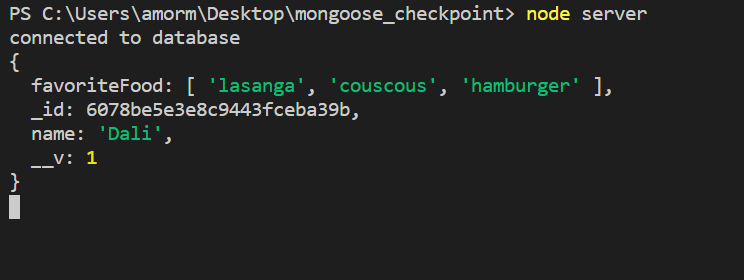 PS C:\Users\amorm\Desktop\mongoose_checkpoint> node server
connected to database
{
  favoriteFood: [ 'lasanga', 'couscous', 'hamburger' ],
  _id: 6078be5e3e8c9443fceba39b,
  name: 'Dali',
  __v: 1
}